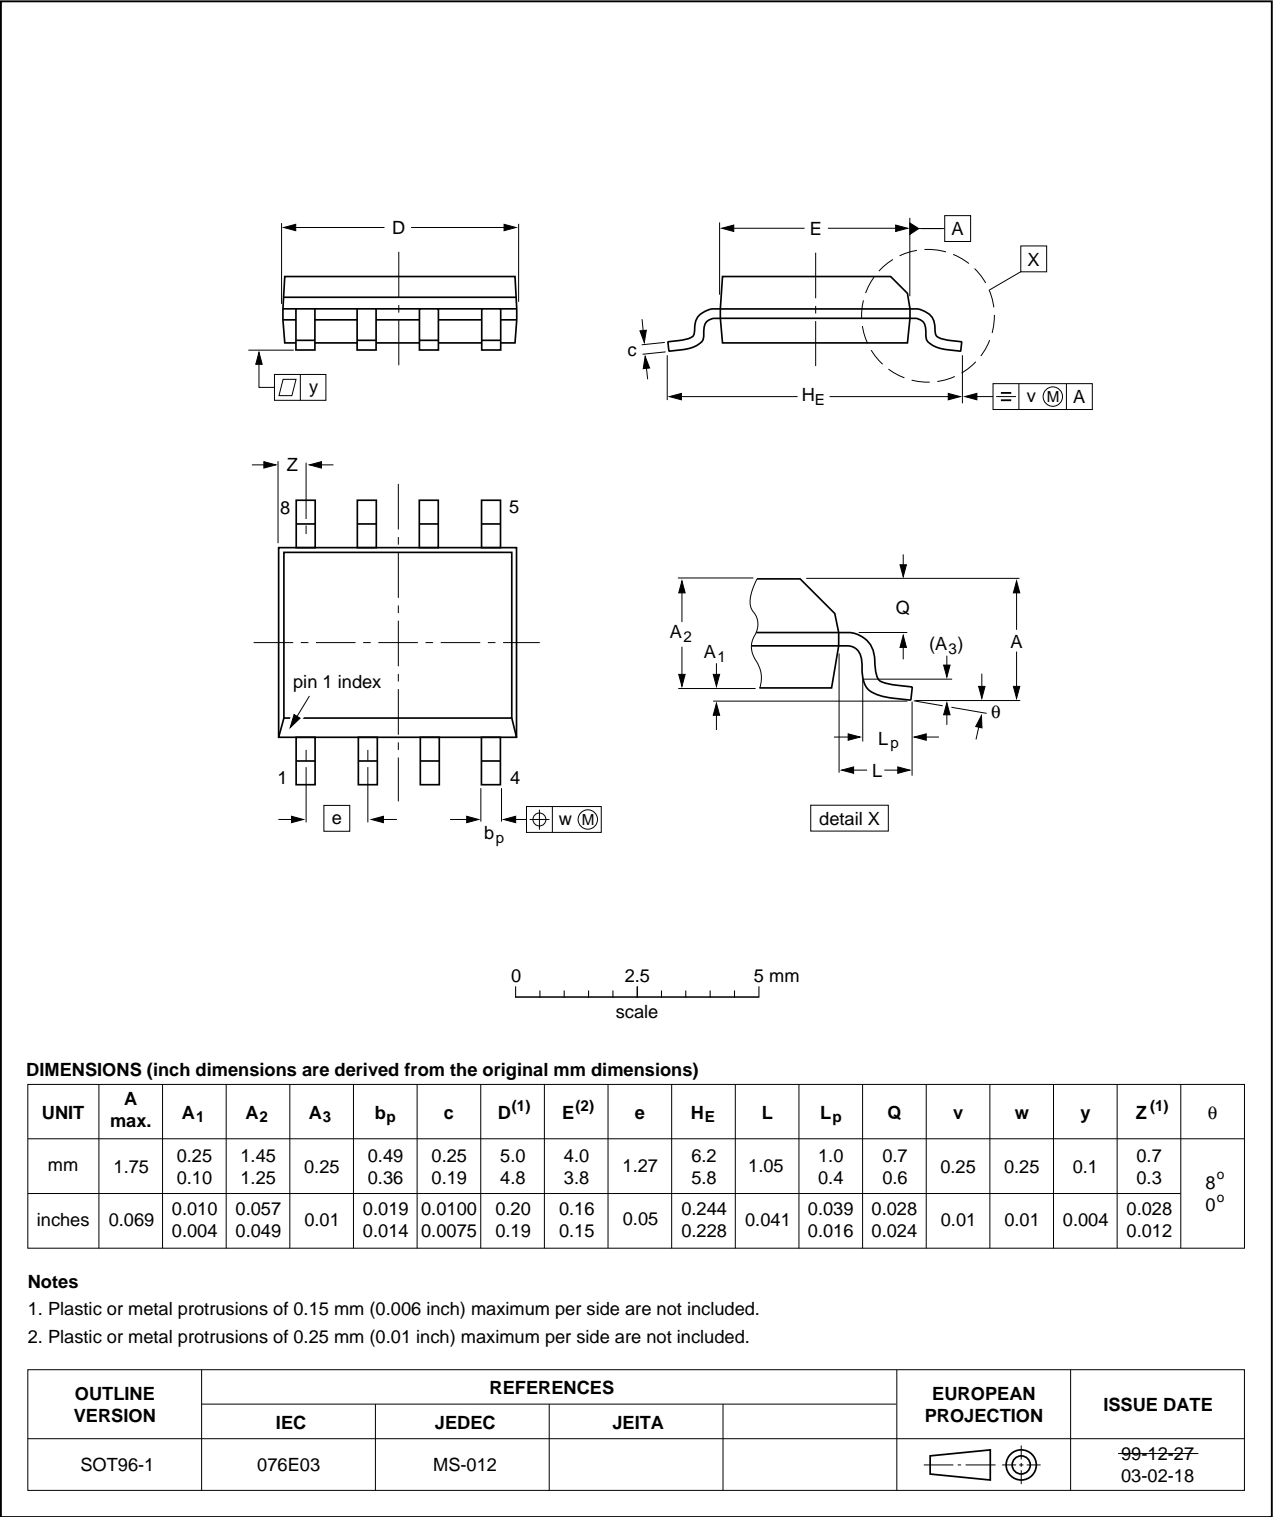 D
E
A
X
c
y
HE
v M A
Z
8
5
pin 1 index
1
4
e
bp
w M
A2
A1
Q
(A3)
A
θ
Lp
L
detail X
0 2.5 5 mm
scale
DIMENSIONS (inch dimensions are derived from the original mm dimensions)
UNIT A max. A1 A2 A3 bp c D(1) E(2) e HE L Lp Q v w y Z(1) θ
mm 1.75 0.25 0.10 1.45 1.25 0.25 0.49 0.36 0.25 0.19 5.0 4.8 4.0 3.8 1.27 6.2 5.8 1.05 1.0 0.4 0.7 0.6 0.25 0.25 0.1 0.7 0.3 8° 0°
inches 0.069 0.010 0.004 0.057 0.049 0.01 0.019 0.014 0.0100 0.0075 0.20 0.19 0.16 0.15 0.05 0.244 0.228 0.041 0.039 0.016 0.028 0.024 0.01 0.01 0.004 0.028 0.012
Notes
1. Plastic or metal protrusions of 0.15 mm (0.006 inch) maximum per side are not included.
2. Plastic or metal protrusions of 0.25 mm (0.01 inch) maximum per side are not included.
OUTLINE VERSION REFERENCES EUROPEAN PROJECTION ISSUE DATE
IEC JEDEC JEITA
SOT96-1 076E03 MS-012 99-12-27
03-02-18